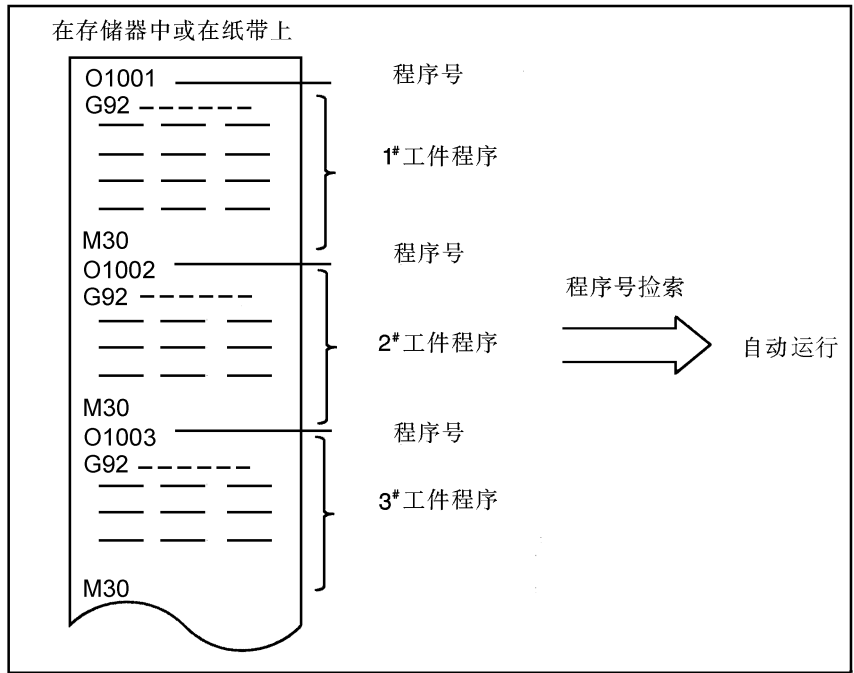 在存储器中或在纸带上
O1001
程序号
G92
1#工件程序
M30
O1002
程序号
G92
程序号捡索
2#工件程序
自动运行
M30
O1003
程序号
G92
3#工件程序
M30